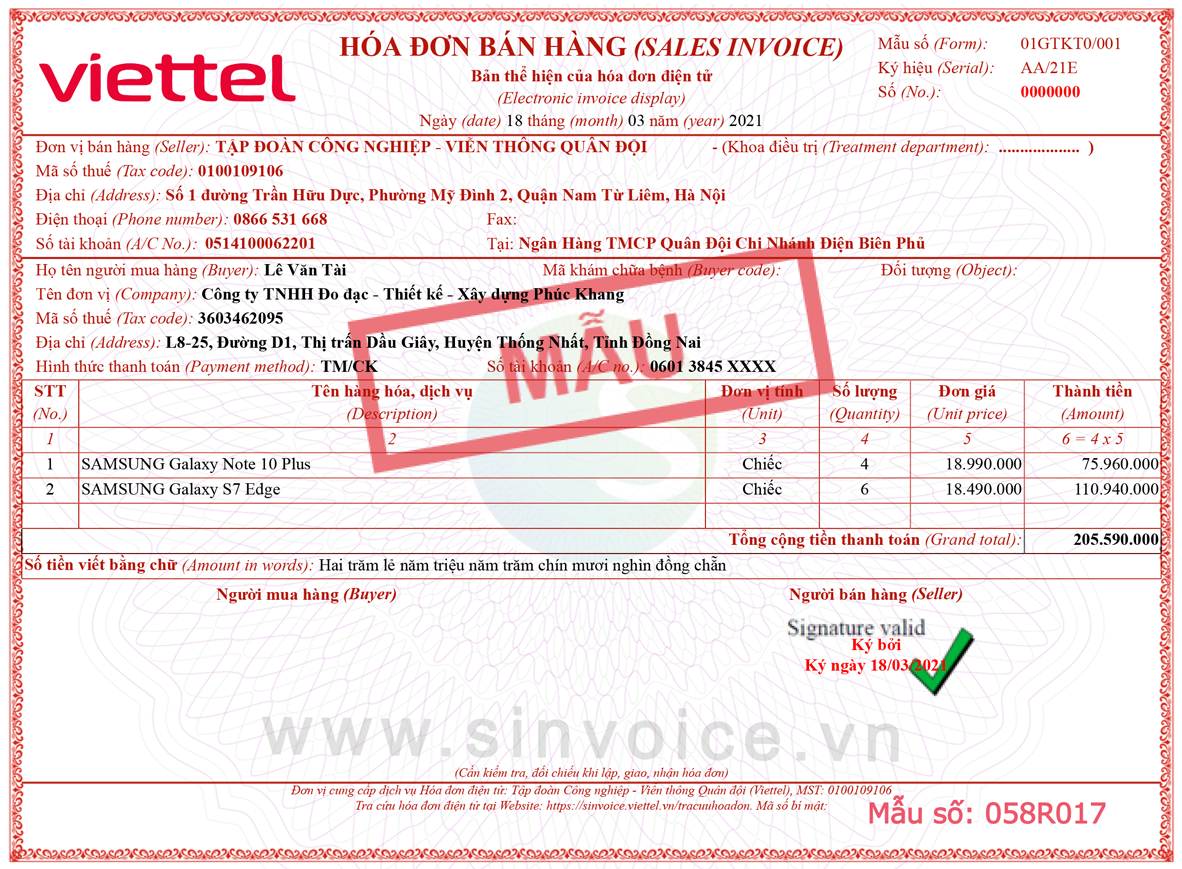 viettel
HÓA ĐƠN BÁN HÀNG (SALES INVOICE)
Bản thể hiện của hóa đơn điện tử
(Electronic invoice display)
Ngày (date) 18 tháng (month) 03 năm (year) 2021
Mẫu số (Form): 01GTKT0/001
Ký hiệu (Serial): AA/21E
Số (No.): 0000000
Đơn vị bán hàng (Seller): TẬP ĐOÀN CÔNG NGHIỆP - VIỄN THÔNG QUÂN ĐỘI - (Khoa điều trị (Treatment department): .................. )
Mã số thuế (Tax code): 0100109106
Địa chỉ (Address): Số 1 đường Trần Hữu Dực, Phường Mỹ Đình 2, Quận Nam Từ Liêm, Hà Nội
Điện thoại (Phone number): 0866 531 668 Fax:
Số tài khoản (A/C No.): 0514100062201 Tại: Ngân Hàng TMCP Quân Đội Chi Nhánh Điện Biên Phủ
Họ tên người mua hàng (Buyer): Lê Văn Tài Mã khám chữa bệnh (Buyer code): Đối tượng (Object):
Tên đơn vị (Company): Công ty TNHH Đo đạc - Thiết kế - Xây dựng Phúc Khang
Mã số thuế (Tax code): 3603462095
Địa chỉ (Address): L8-25, Đường D1, Thị trấn Dầu Giây, Huyện Thống Nhất, Tỉnh Đồng Nai
Hình thức thanh toán (Payment method): TM/CK Số tài khoản (A/C no.): 0601 3845 XXXX
MẪU
STT Tên hàng hóa, dịch vụ Đơn vị tính Số lượng Đơn giá Thành tiền
(No.) (Description) (Unit) (Quantity) (Unit price) (Amount)
1 2 3 4 5 6 = 4 x 5
1 SAMSUNG Galaxy Note 10 Plus Chiếc 4 18.990.000 75.960.000
2 SAMSUNG Galaxy S7 Edge Chiếc 6 18.490.000 110.940.000
Tổng cộng tiền thanh toán (Grand total): 205.590.000
Số tiền viết bằng chữ (Amount in words): Hai trăm lẻ năm triệu năm trăm chín mươi nghìn đồng chẵn
Người mua hàng (Buyer) Người bán hàng (Seller)
Signature valid
Ký bởi
Ký ngày 18/03/2021
www.sinvoice.vn
(Cần kiểm tra, đối chiếu khi lập, giao, nhận hóa đơn)
Đơn vị cung cấp dịch vụ Hóa đơn điện tử: Tập đoàn Công nghiệp - Viễn thông Quân đội (Viettel), MST: 0100109106
Tra cứu hóa đơn điện tử tại Website: https://sinvoice.viettel.vn/tracuuhoadon. Mã số bí mật:
Mẫu số: 058R017